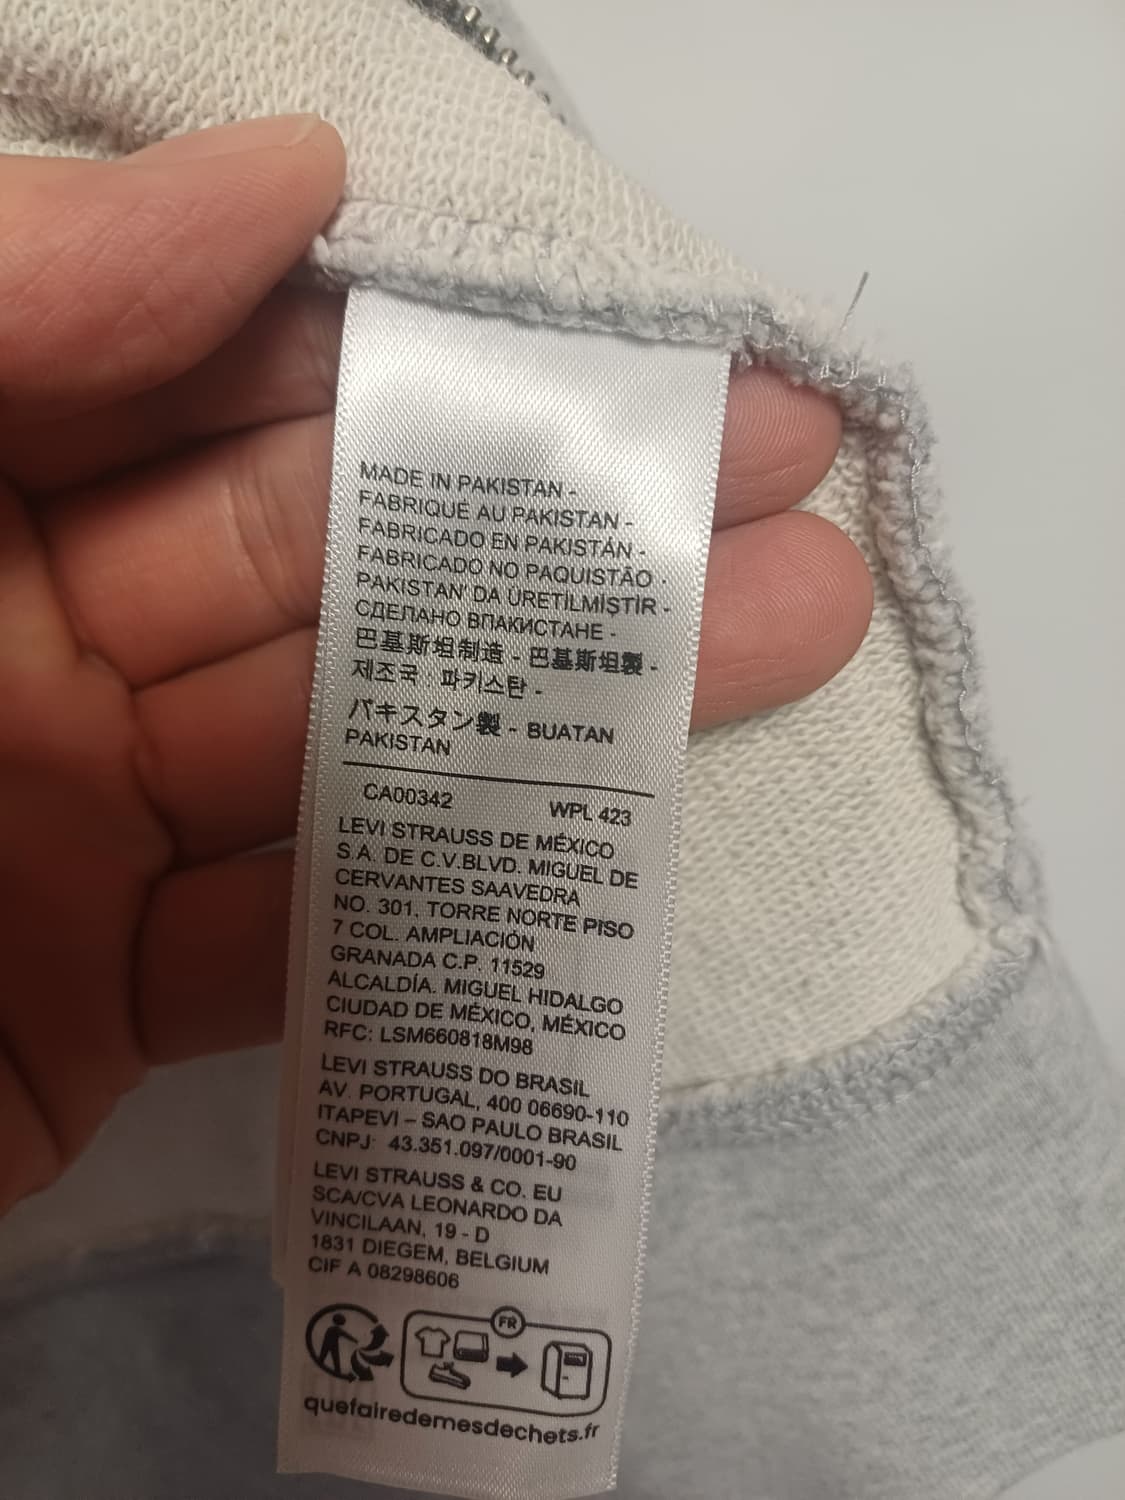 MADE IN PAKISTAN -
FABRIQUÉ AU PAKISTAN -
FABRICADO EN PAKISTÁN -
FABRICADO NO PAQUISTÃO -
PAKISTAN' DA ÜRETİLMİŞTİR -
СДЕЛАНО ВПАКИСТАНЕ -
巴基斯坦制造 - 巴基斯坦製 -
제조국 : 파키스탄 -
パキスタン製 - BUATAN
PAKISTAN
CA00342 WPL 423
LEVI STRAUSS DE MÉXICO
S.A. DE C.V.BLVD. MIGUEL DE
CERVANTES SAAVEDRA
NO. 301, TORRE NORTE PISO
7 COL. AMPLIACIÓN
GRANADA C.P. 11529
ALCALDÍA. MIGUEL HIDALGO
CIUDAD DE MÉXICO, MÉXICO
RFC: LSM660818M98
LEVI STRAUSS DO BRASIL
AV. PORTUGAL, 400 06690-110
ITAPEVI – SAO PAULO BRASIL
CNPJ: 43.351.097/0001-90
LEVI STRAUSS & CO. EU
SCA/CVA LEONARDO DA
VINCILAAN, 19 - D
1831 DIEGEM, BELGIUM
CIF A 08298606
FR
quefairedemesdechets.fr